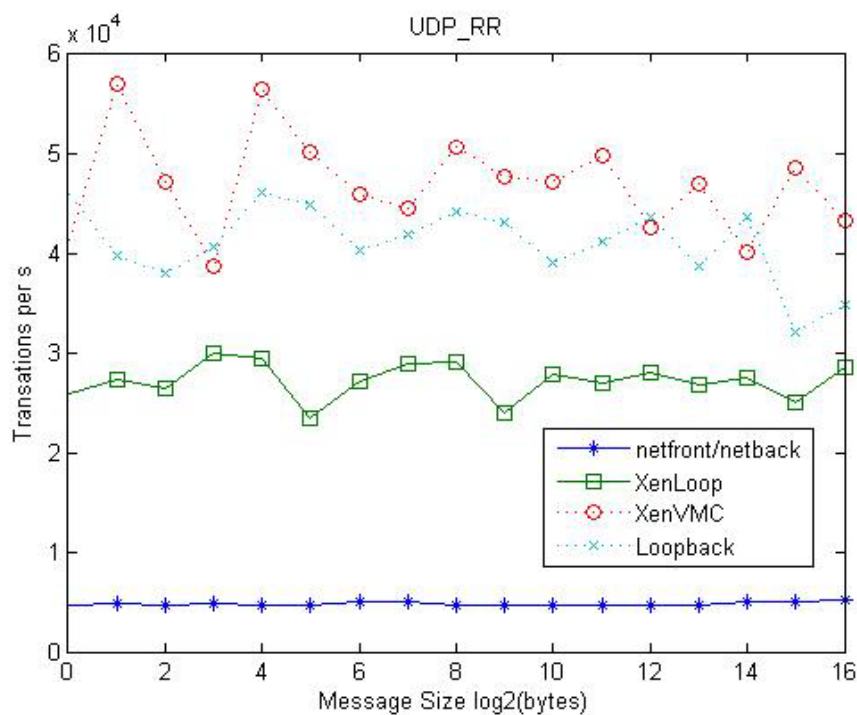 UDP_RR
x 10^4
6
5
4
3
2
1
0
Transations per s
netfront/netback
XenLoop
XenVMC
Loopback
0 2 4 6 8 10 12 14 16
Message Size log2(bytes)